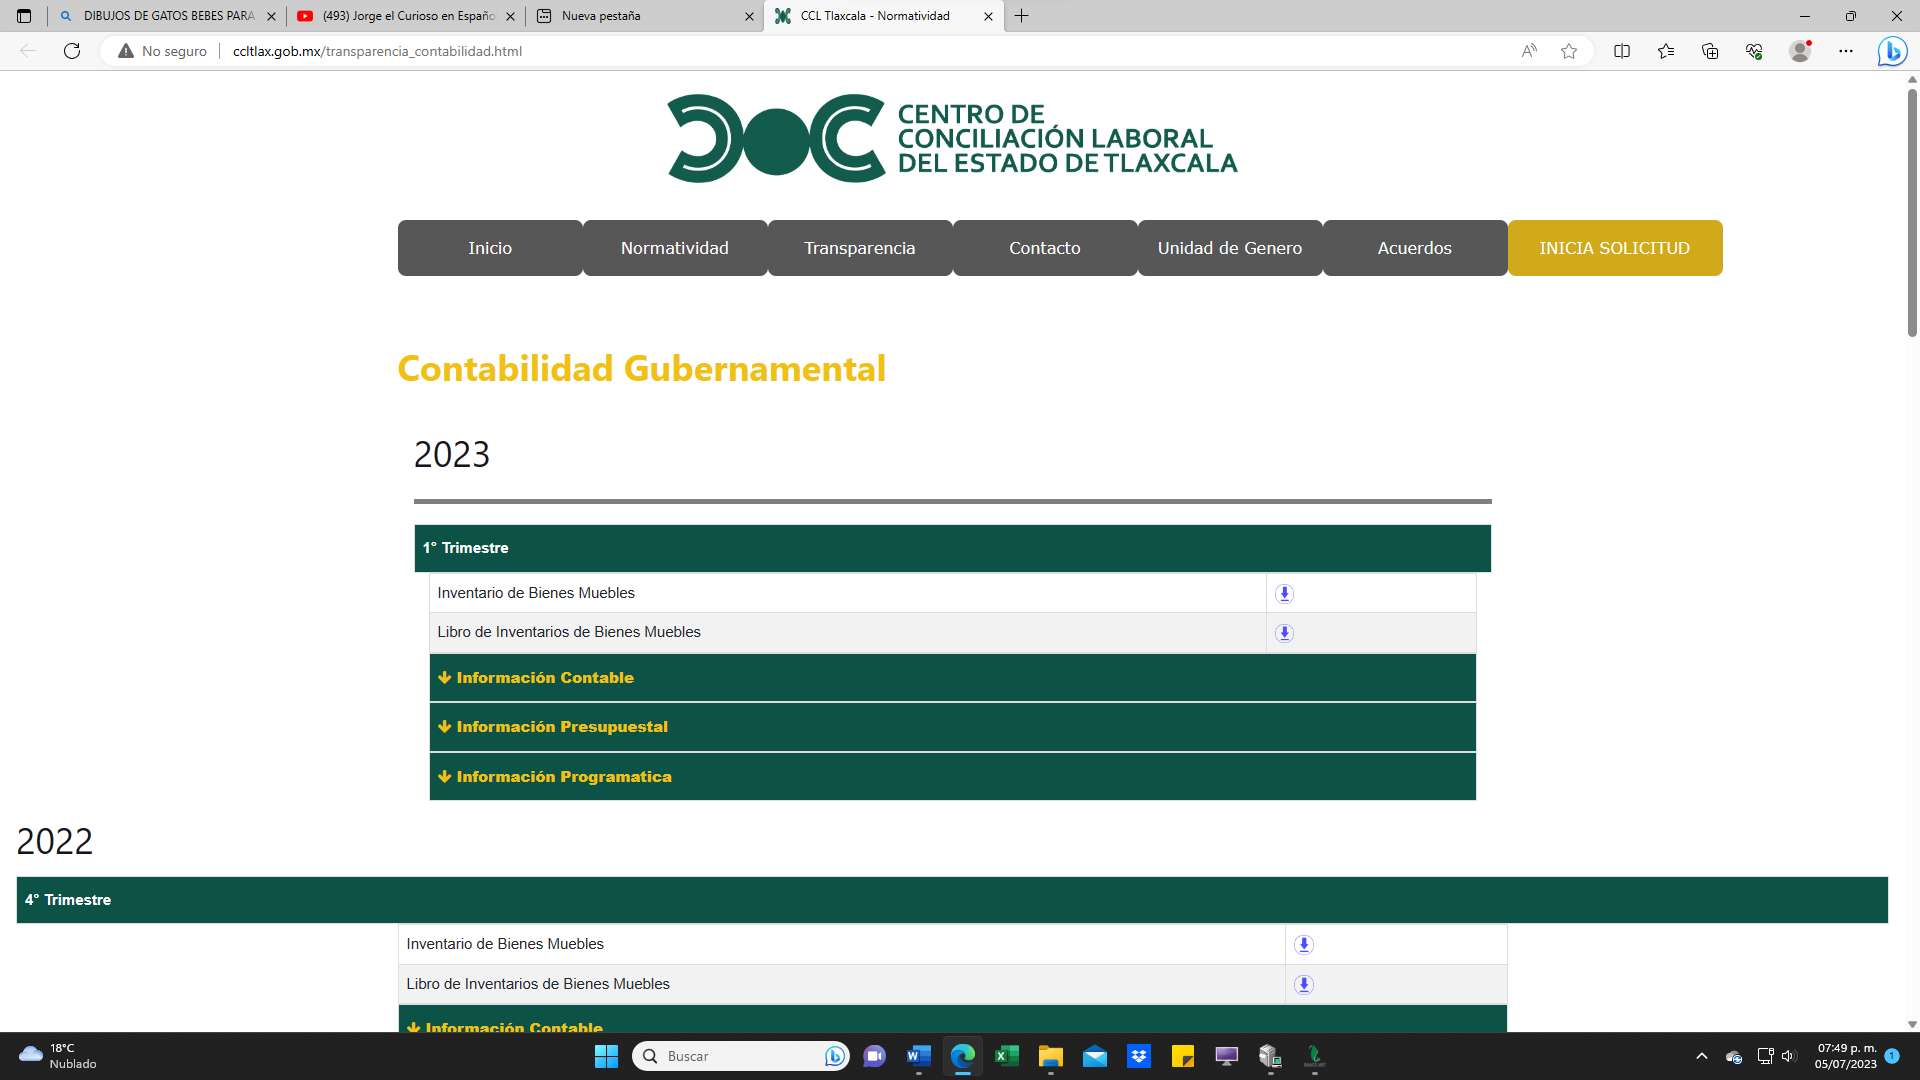 DIBUJOS DE GATOS BEBES PARA
(493) Jorge el Curioso en Españo
Nueva pestaña
CCL Tlaxcala - Normatividad
No seguro
ccltlax.gob.mx/transparencia_contabilidad.html
CENTRO DE
CONCILIACIÓN LABORAL
DEL ESTADO DE TLAXCALA
Inicio
Normatividad
Transparencia
Contacto
Unidad de Genero
Acuerdos
INICIA SOLICITUD
Contabilidad Gubernamental
2023
1° Trimestre
Inventario de Bienes Muebles
Libro de Inventarios de Bienes Muebles
Información Contable
Información Presupuestal
Información Programatica
2022
4° Trimestre
Inventario de Bienes Muebles
Libro de Inventarios de Bienes Muebles
Información Contable
18°C
Nublado
Buscar
07:49 p. m.
05/07/2023
1